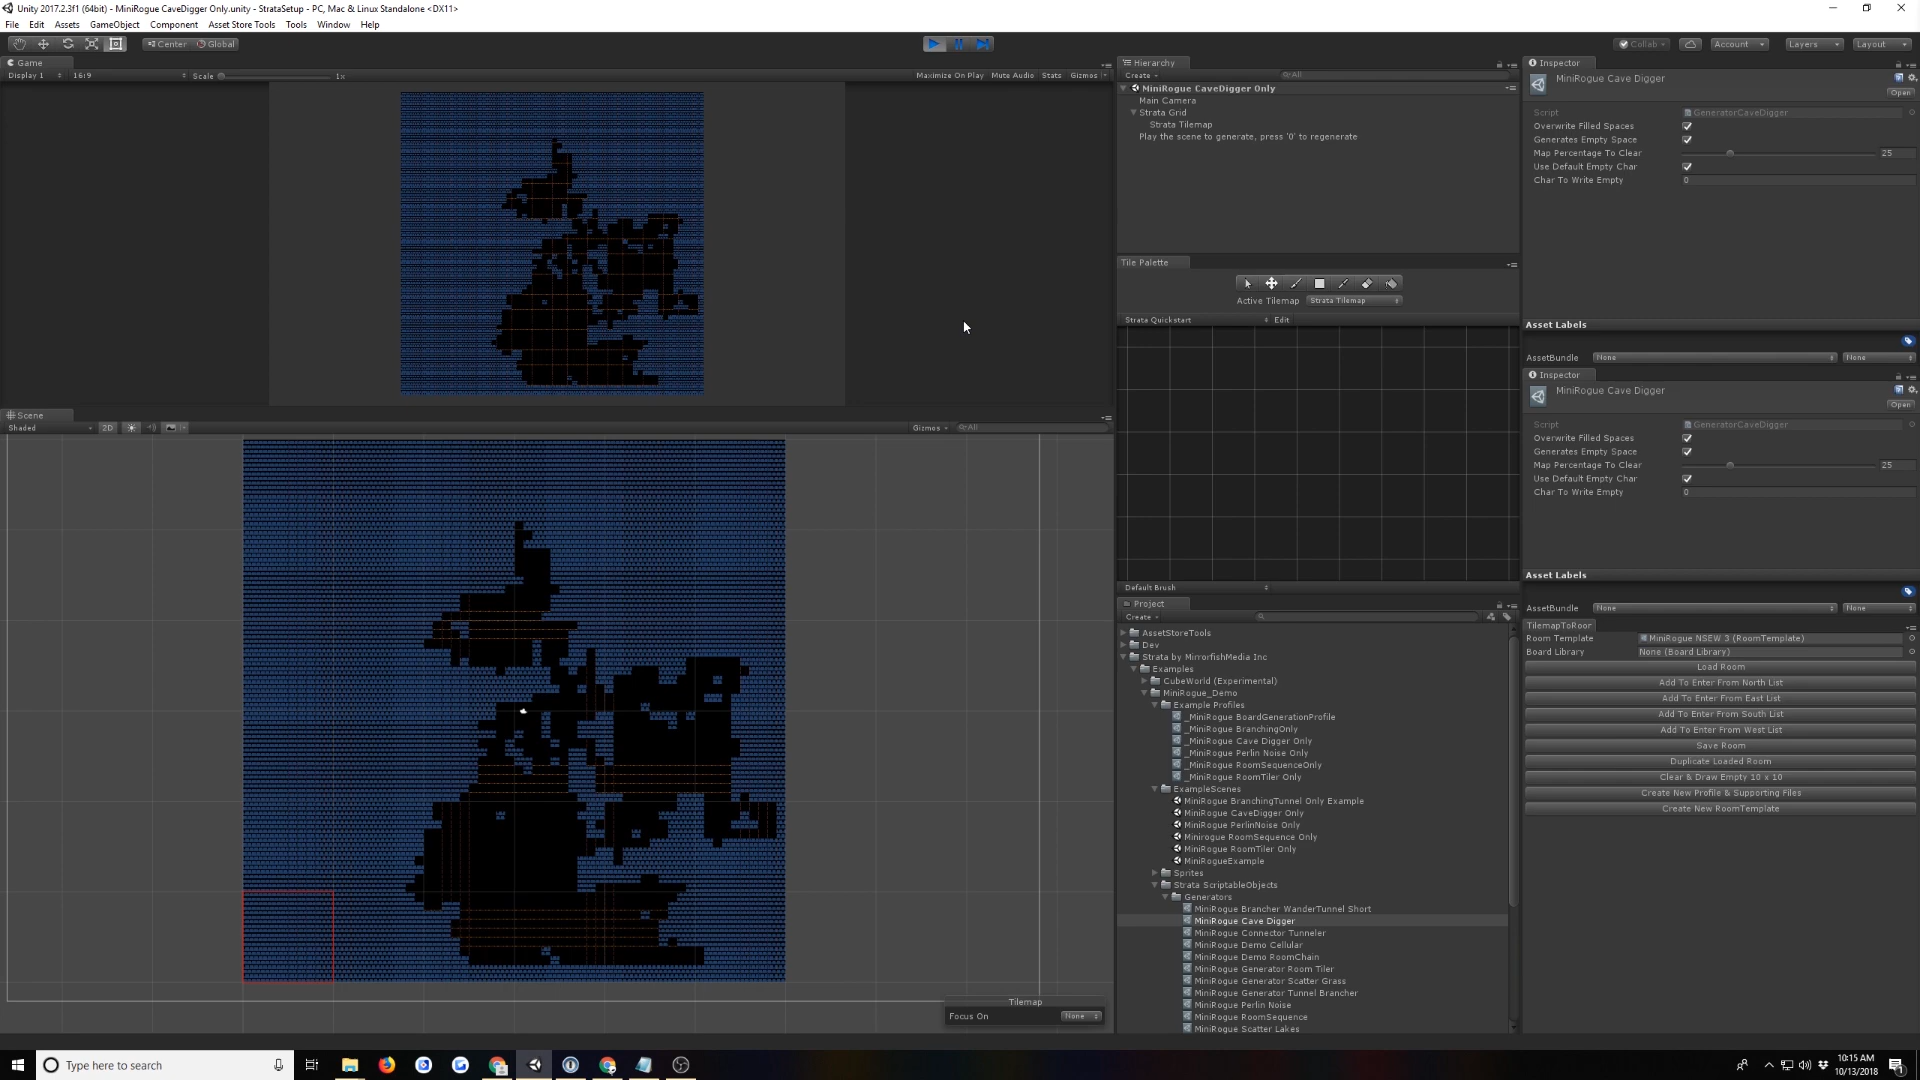 Unity 2017.2.3f1 (64bit) - MiniRogue CaveDigger Only.unity - StrataSetup - PC, Mac & Linux Standalone <DX11>
File Edit Assets GameObject Component Asset Store Tools Tools Window Help
Center Global Collab Account Layers Layout
Game
Display 1 16:9 Scale 1x Maximize On Play Mute Audio Stats Gizmos
Scene
Shaded 2D Gizmos All
Tilemap
Focus On None
Hierarchy
Create All
MiniRogue CaveDigger Only
Main Camera
Strata Grid
Strata Tilemap
Play the scene to generate, press '0' to regenerate
Tile Palette
Active Tilemap Strata Tilemap
Strata Quickstart Edit
Default Brush
Project
Create
AssetStoreTools
Dev
Strata by MirrorfishMedia Inc
Examples
CubeWorld (Experimental)
MiniRogue_Demo
Example Profiles
_MiniRogue BoardGenerationProfile
_MiniRogue BranchingOnly
_MiniRogue Cave Digger Only
_MiniRogue Perlin Noise Only
_MiniRogue RoomSequenceOnly
_MiniRogue RoomTiler Only
ExampleScenes
MiniRogue BranchingTunnel Only Example
MiniRogue CaveDigger Only
MiniRogue PerlinNoise Only
Minirogue RoomSequence Only
MiniRogue RoomTiler Only
MiniRogueExample
Sprites
Strata ScriptableObjects
Generators
MiniRogue Brancher WanderTunnel Short
MiniRogue Cave Digger
MiniRogue Connector Tunneler
MiniRogue Demo Cellular
MiniRogue Demo RoomChain
MiniRogue Generator Room Tiler
MiniRogue Generator Scatter Grass
MiniRogue Generator Tunnel Brancher
MiniRogue Perlin Noise
MiniRogue RoomSequence
MiniRogue Scatter Lakes
Inspector
MiniRogue Cave Digger
Open
Script GeneratorCaveDigger
Overwrite Filled Spaces
Generates Empty Space
Map Percentage To Clear 25
Use Default Empty Char
Char To Write Empty 0
Asset Labels
AssetBundle None None
Inspector
MiniRogue Cave Digger
Open
Script GeneratorCaveDigger
Overwrite Filled Spaces
Generates Empty Space
Map Percentage To Clear 25
Use Default Empty Char
Char To Write Empty 0
Asset Labels
AssetBundle None None
TilemapToRoor
Room Template MiniRogue NSEW 3 (RoomTemplate)
Board Library None (Board Library)
Load Room
Add To Enter From North List
Add To Enter From East List
Add To Enter From South List
Add To Enter From West List
Save Room
Duplicate Loaded Room
Clear & Draw Empty 10 x 10
Create New Profile & Supporting Files
Create New RoomTemplate
Type here to search
10:15 AM
10/13/2018